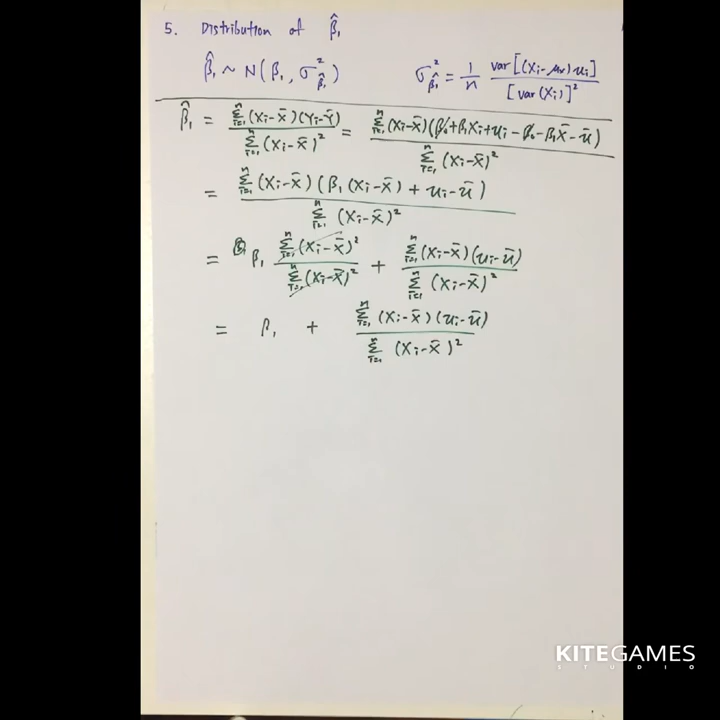 5. Distribution of β̂₁
β̂₁ ~ N(β₁, σ²_β̂₁) σ²_β̂₁ = 1/n var[(Xi-μx)ui] / [var(Xi)]²
β̂₁ = Σⁿᵢ₌₁(Xi-X̄)(Yi-Ȳ) / Σⁿᵢ₌₁(Xi-X̄)² = Σⁿᵢ₌₁(Xi-X̄)(β₀+β₁Xi+ui-β₀-β₁X̄-ū) / Σⁿᵢ₌₁(Xi-X̄)²
= Σⁿᵢ₌₁(Xi-X̄)(β₁(Xi-X̄)+ui-ū) / Σⁿᵢ₌₁(Xi-X̄)²
= β₁ Σⁿᵢ₌₁(Xi-X̄)² / Σⁿᵢ₌₁(Xi-X̄)² + Σⁿᵢ₌₁(Xi-X̄)(ui-ū) / Σⁿᵢ₌₁(Xi-X̄)²
= β₁ + Σⁿᵢ₌₁(Xi-X̄)(ui-ū) / Σⁿᵢ₌₁(Xi-X̄)²
KITEGAMES
STUDIO